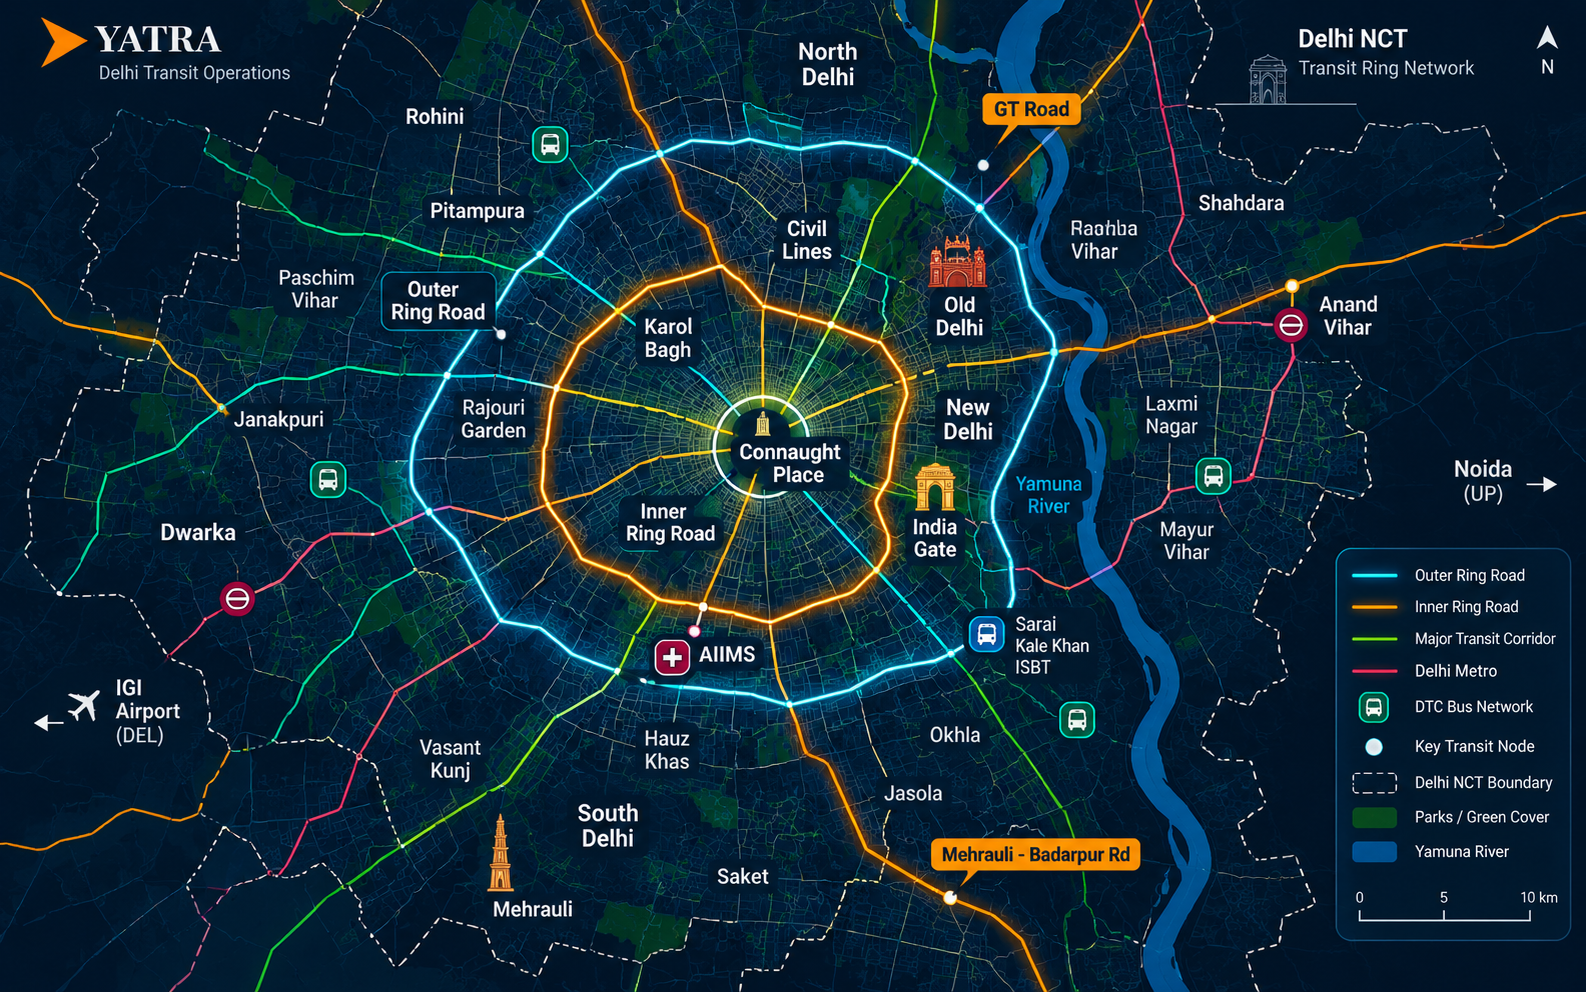 YATRA
Delhi Transit Operations
Delhi NCT
Transit Ring Network
N
North
Delhi
GT Road
Rohini
Pitampura
Civil
Lines
Shahdara
Vihar
Paschim
Vihar
Outer
Ring Road
Old
Delhi
Anand
Vihar
Karol
Bagh
Janakpuri
Rajouri
Garden
New
Delhi
Laxmi
Nagar
Connaught
Place
Noida
(UP)
Yamuna
River
Inner
Ring Road
India
Gate
Mayur
Vihar
Dwarka
Sarai
Kale Khan
ISBT
AIIMS
IGI
Airport
(DEL)
Vasant
Kunj
Hauz
Khas
Okhla
Jasola
South
Delhi
Mehrauli - Badarpur Rd
Saket
Mehrauli
Outer Ring Road
Inner Ring Road
Major Transit Corridor
Delhi Metro
DTC Bus Network
Key Transit Node
Delhi NCT Boundary
Parks / Green Cover
Yamuna River
0 5 10 km